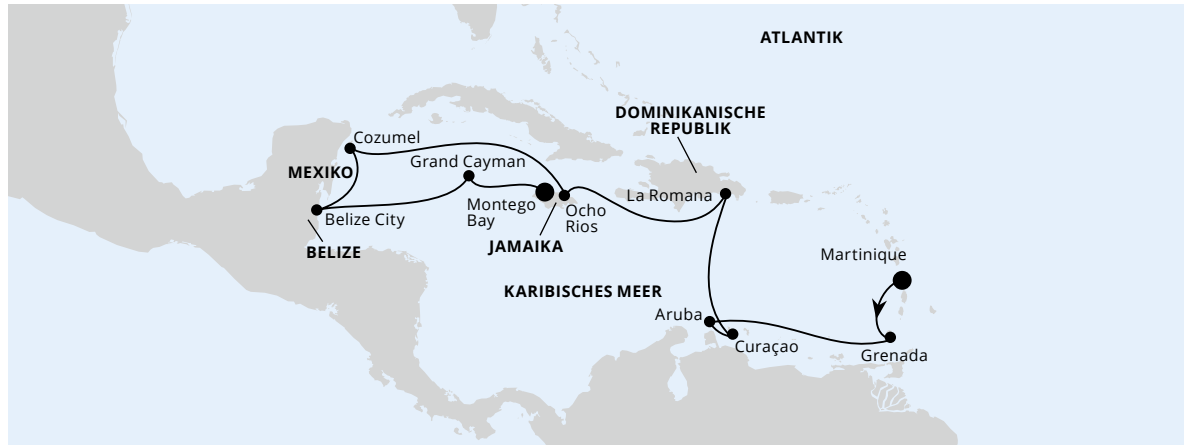 ATLANTIK
DOMINIKANISCHE
REPUBLIK
Cozumel
Grand Cayman
MEXIKO
La Romana
Montego
Bay
Ocho
Rios
Belize City
JAMAIKA
BELIZE
Martinique
KARIBISCHES MEER
Aruba
Curaçao
Grenada